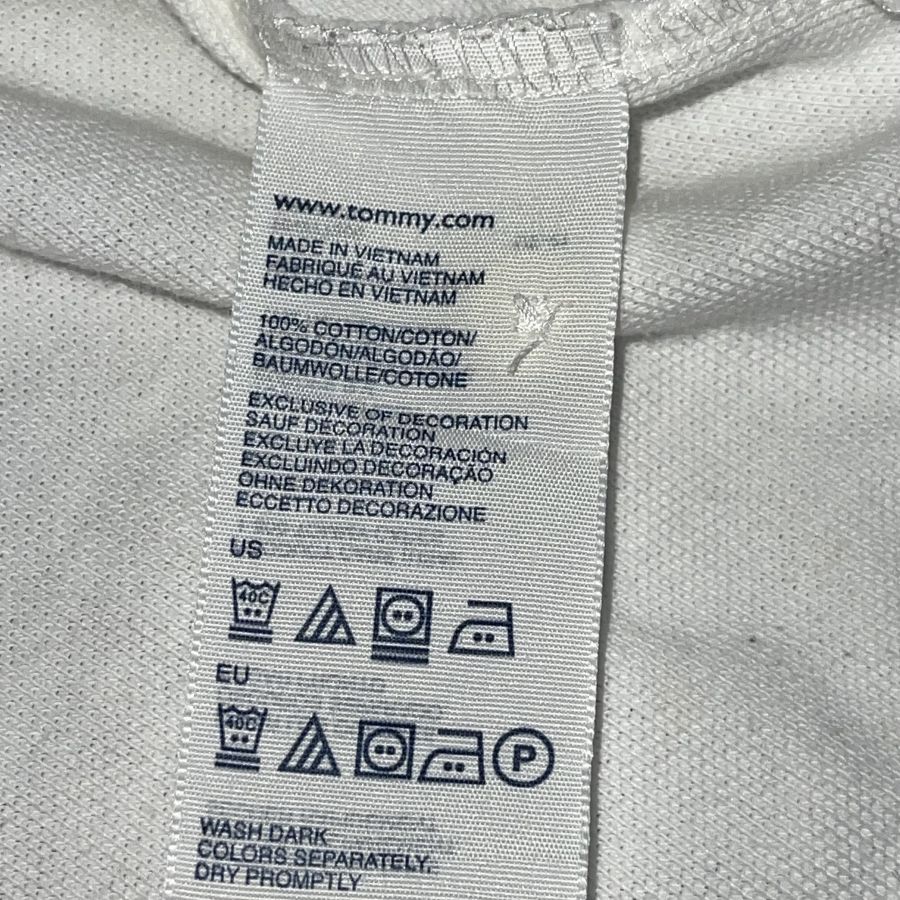 www.tommy.com
MADE IN VIETNAM
FABRIQUÉ AU VIETNAM
HECHO EN VIETNAM
100% COTTON/COTON/
ALGODÓN/ALGODÃO/
BAUMWOLLE/COTONE
EXCLUSIVE OF DECORATION
SAUF DÉCORATION
EXCLUYE LA DECORACIÓN
EXCLUINDO DECORAÇÃO
OHNE DEKORATION
ECCETTO DECORAZIONE
US
40C
EU
40C P
WASH DARK
COLORS SEPARATELY,
DRY PROMPTLY